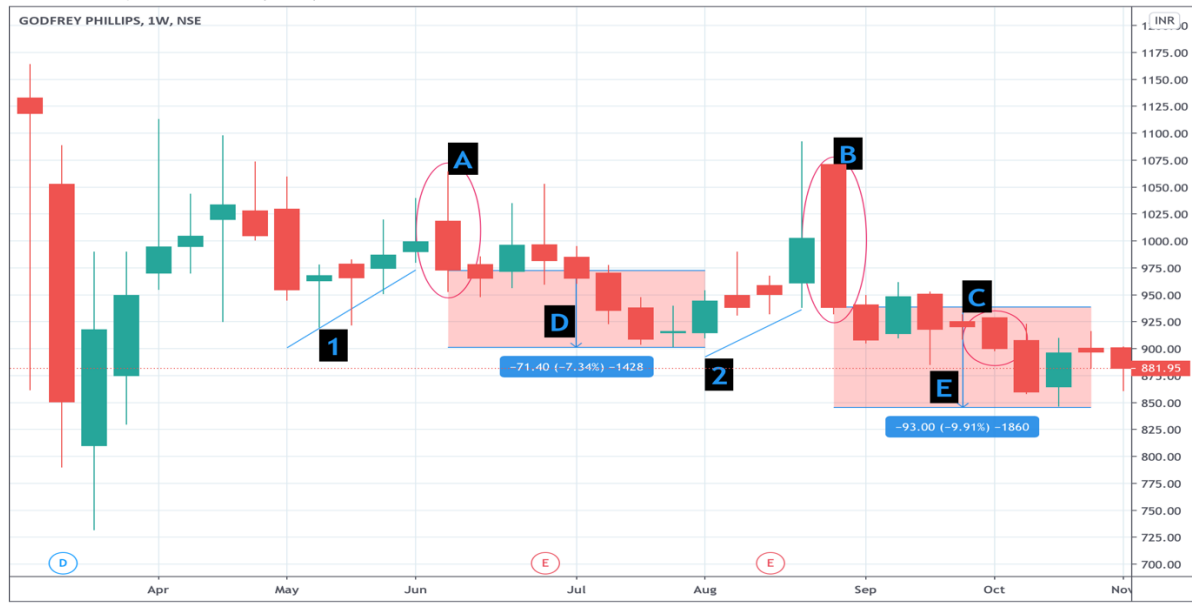 GODFREY PHILLIPS, 1W, NSE
INR
1175.00
1150.00
1125.00
1100.00
1075.00
1050.00
1025.00
1000.00
975.00
950.00
925.00
900.00
881.95
875.00
850.00
825.00
800.00
775.00
750.00
725.00
700.00
A
B
C
D
1
−71.40 (−7.34%) −1428
2
E
−93.00 (−9.91%) −1860
D
E
E
Apr
May
Jun
Jul
Aug
Sep
Oct
Nov